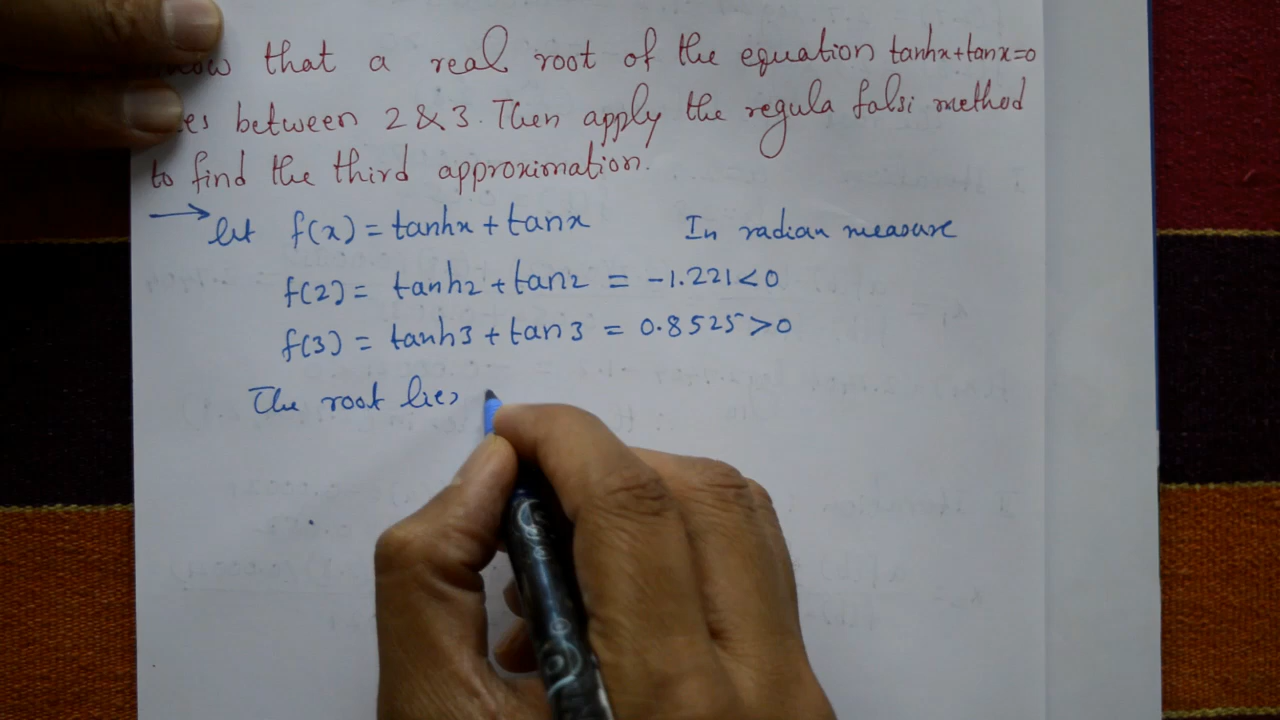 that a real root of the equation tanhx+tanx=0
between 2 & 3. Then apply the regula falsi method
to find the third approximation.
→ let f(x) = tanhx + tanx In radian measure
f(2) = tanh2 + tan2 = -1.221 < 0
f(3) = tanh3 + tan3 = 0.8525 > 0
The root lies